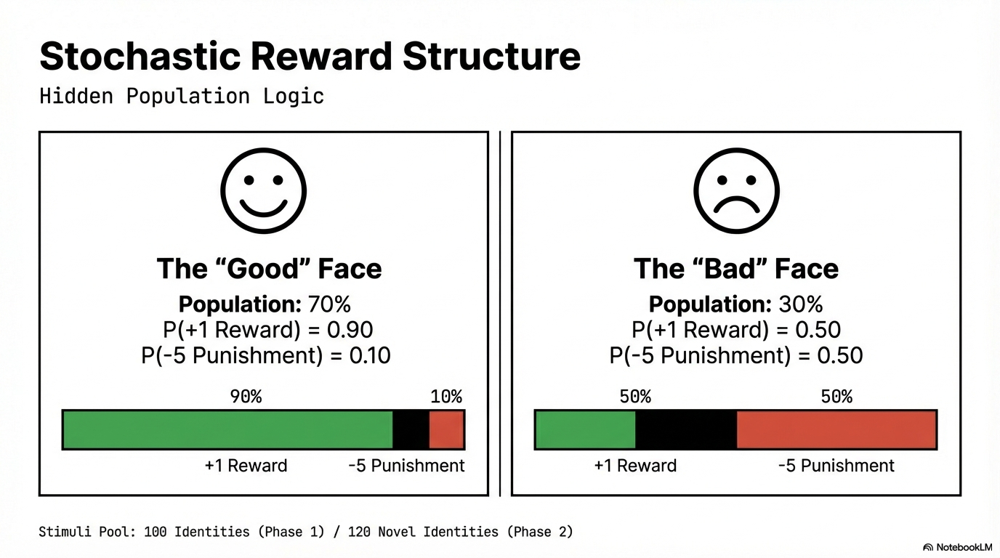 Stochastic Reward Structure
Hidden Population Logic
The “Good” Face
Population: 70%
P(+1 Reward) = 0.90
P(-5 Punishment) = 0.10
90%
10%
+1 Reward
-5 Punishment
The “Bad” Face
Population: 30%
P(+1 Reward) = 0.50
P(-5 Punishment) = 0.50
50%
50%
+1 Reward
-5 Punishment
Stimuli Pool: 100 Identities (Phase 1) / 120 Novel Identities (Phase 2)
NotebookLM